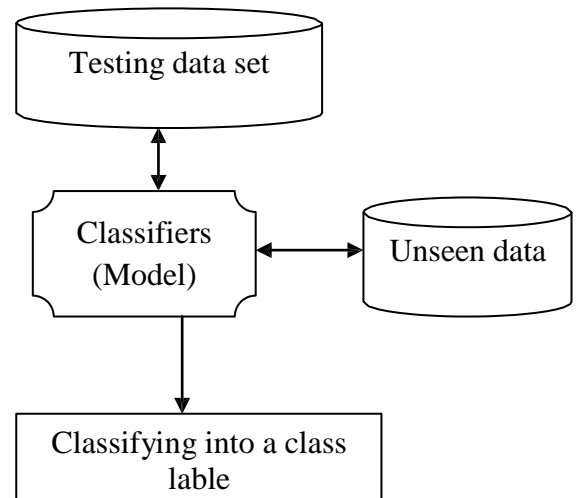 Testing data set
Classifiers
(Model)
Unseen data
Classifying into a class
lable